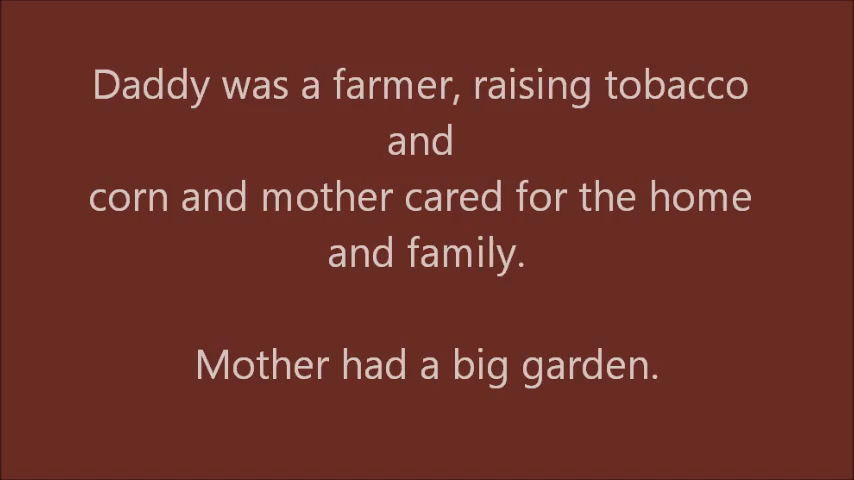 Daddy was a farmer, raising tobacco
and
corn and mother cared for the home
and family.
Mother had a big garden.